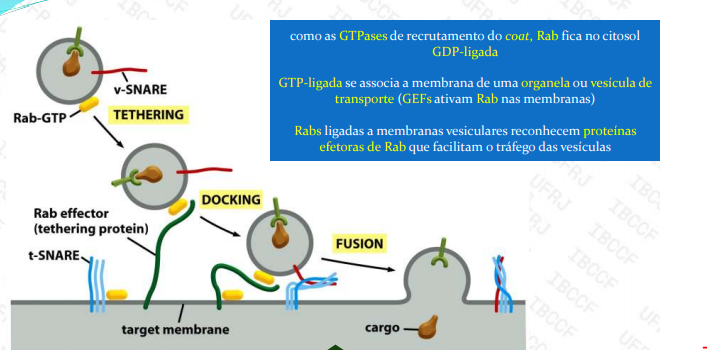 como as GTPases de recrutamento do coat, Rab fica no citosol
GDP-ligada
GTP-ligada se associa a membrana de uma organela ou vesícula de
transporte (GEFs ativam Rab nas membranas)
Rabs ligadas a membranas vesiculares reconhecem proteínas
efetoras de Rab que facilitam o tráfego das vesículas
v-SNARE
Rab-GTP
TETHERING
DOCKING
Rab effector
(tethering protein)
FUSION
t-SNARE
target membrane
cargo
UFRJ
IBCCF
UFRJ
IBCCF
IBCCF
IBCCF
IBCCF